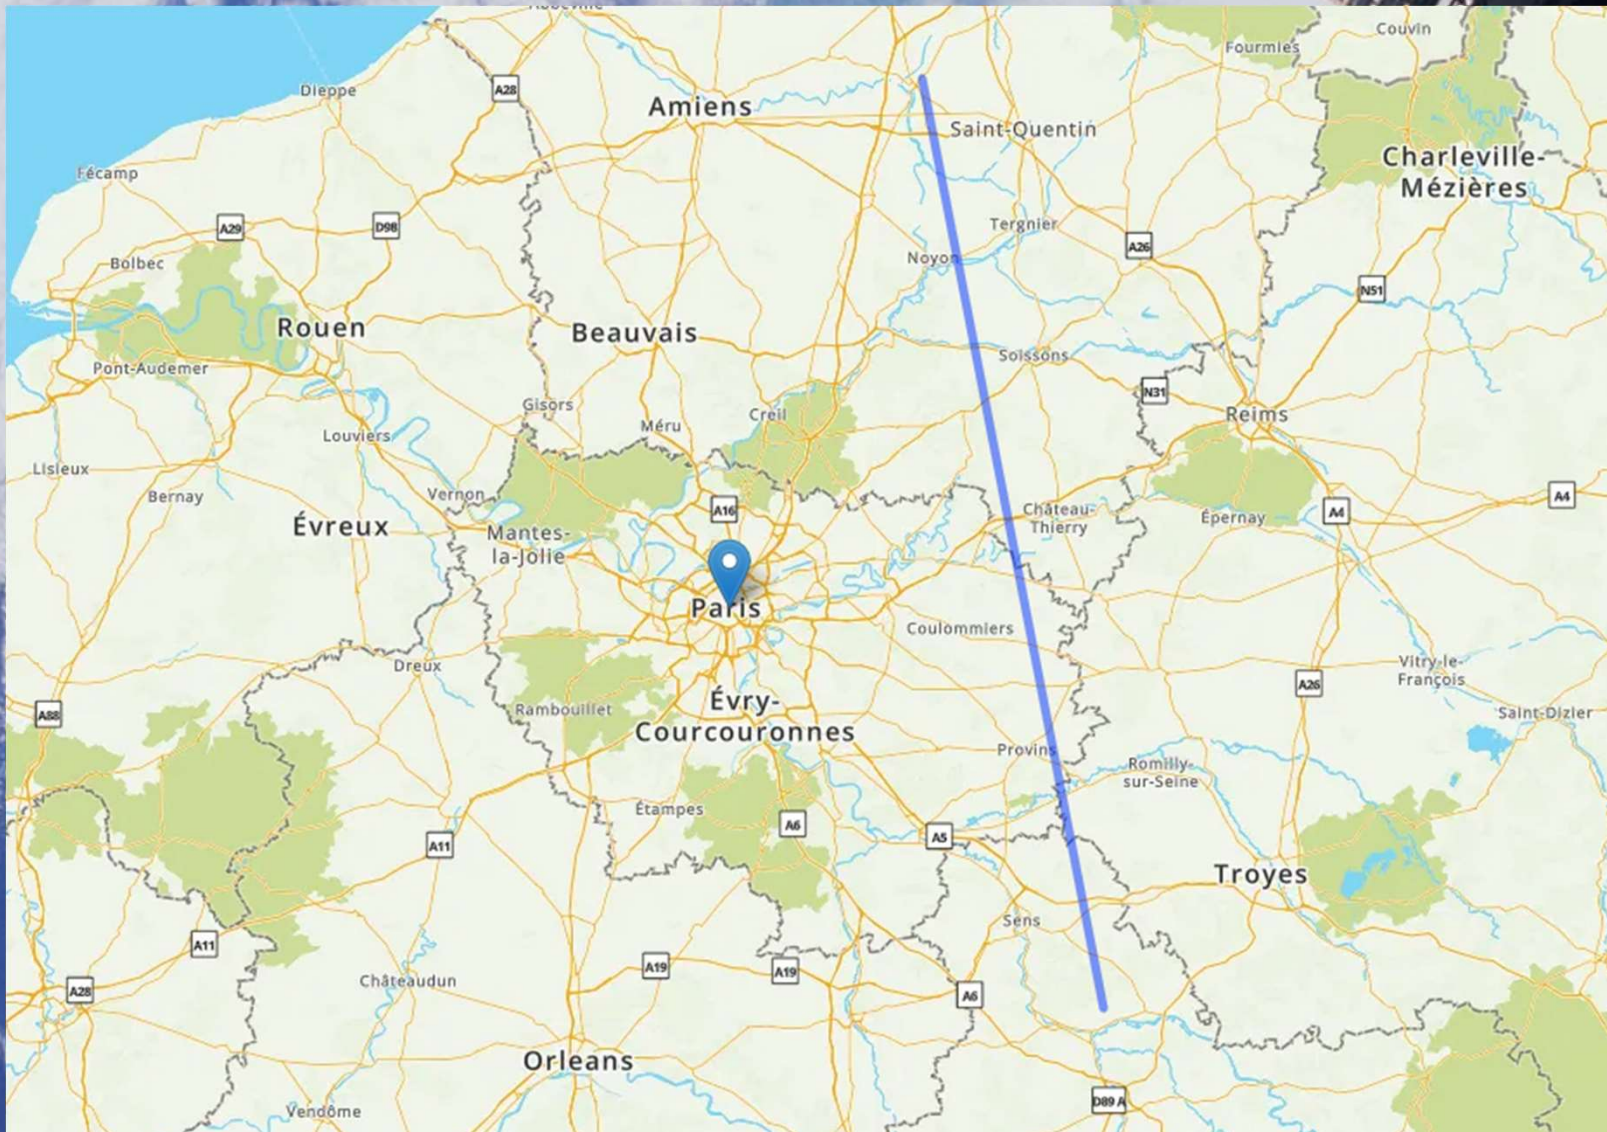 Abbeville
Couvin
Fourmies
Dieppe
A28
Amiens
Saint-Quentin
Charleville-
Mézières
Fécamp
A29
D98
Tergnier
A26
Bolbec
Noyon
N51
Rouen
Beauvais
Soissons
Pont-Audemer
N31
Gisors
Creil
Reims
Méru
Louviers
Lisieux
Bernay
Vernon
A16
Château-
Thierry
Épernay
A4
A4
Évreux
Mantes-
la-Jolie
Paris
Coulommiers
Dreux
Vitry-le-
François
A26
Évry-
Courcouronnes
Rambouillet
A88
Saint-Dizier
Provins
Romilly-
sur-Seine
Étampes
A6
A5
A11
Troyes
Sens
A11
A19
A19
Châteaudun
A28
A6
Orleans
D89 A
Vendôme